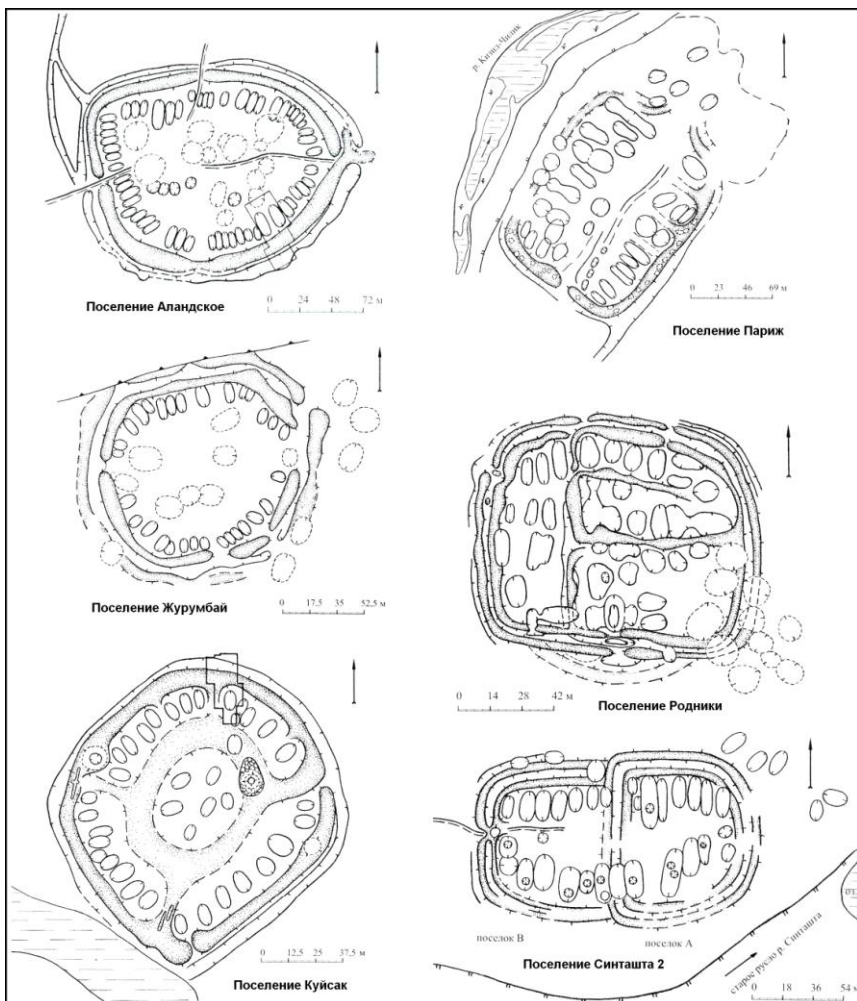 р. Кизил-Чилик
Поселение Аландское
0 24 48 72 м
0 23 46 69 м
Поселение Париж
Поселение Журумбай
0 17,5 35 52,5 м
0 14 28 42 м
Поселение Родники
0 12,5 25 37,5 м
Поселение Куйсак
поселок В
поселок А
Поселение Синташта 2
старое русло р. Синташта
0 18 36 54 м